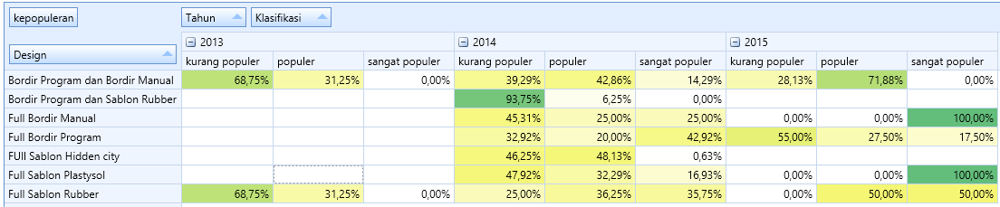 kepopuleran Tahun Klasifikasi
Design 2013 2014 2015
kurang populer populer sangat populer kurang populer populer sangat populer kurang populer populer sangat populer
Bordir Program dan Bordir Manual 68,75% 31,25% 0,00% 39,29% 42,86% 14,29% 28,13% 71,88% 0,00%
Bordir Program dan Sablon Rubber 93,75% 6,25% 0,00%
Full Bordir Manual 45,31% 25,00% 25,00% 0,00% 0,00% 100,00%
Full Bordir Program 32,92% 20,00% 42,92% 55,00% 27,50% 17,50%
FUll Sablon Hidden city 46,25% 48,13% 0,63%
Full Sablon Plastysol 47,92% 32,29% 16,93% 0,00% 0,00% 100,00%
Full Sablon Rubber 68,75% 31,25% 0,00% 25,00% 36,25% 35,75% 0,00% 50,00% 50,00%